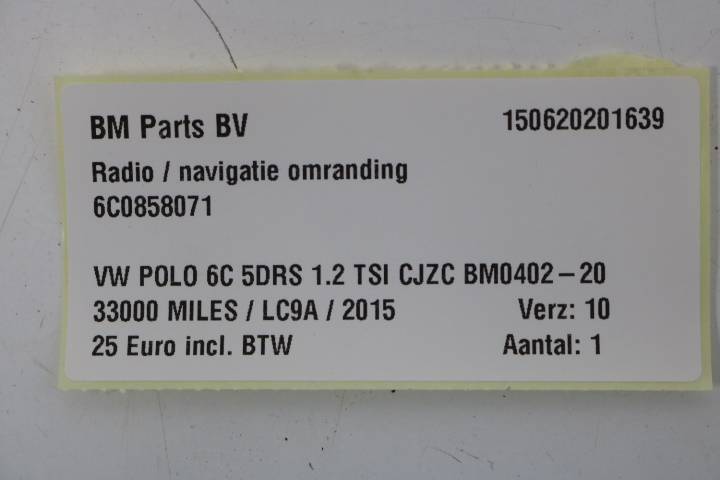 BM Parts BV 150620201639
Radio / navigatie omranding
6C0858071
VW POLO 6C 5DRS 1.2 TSI CJZC BM0402-20
33000 MILES / LC9A / 2015 Verz: 10
25 Euro incl. BTW Aantal: 1